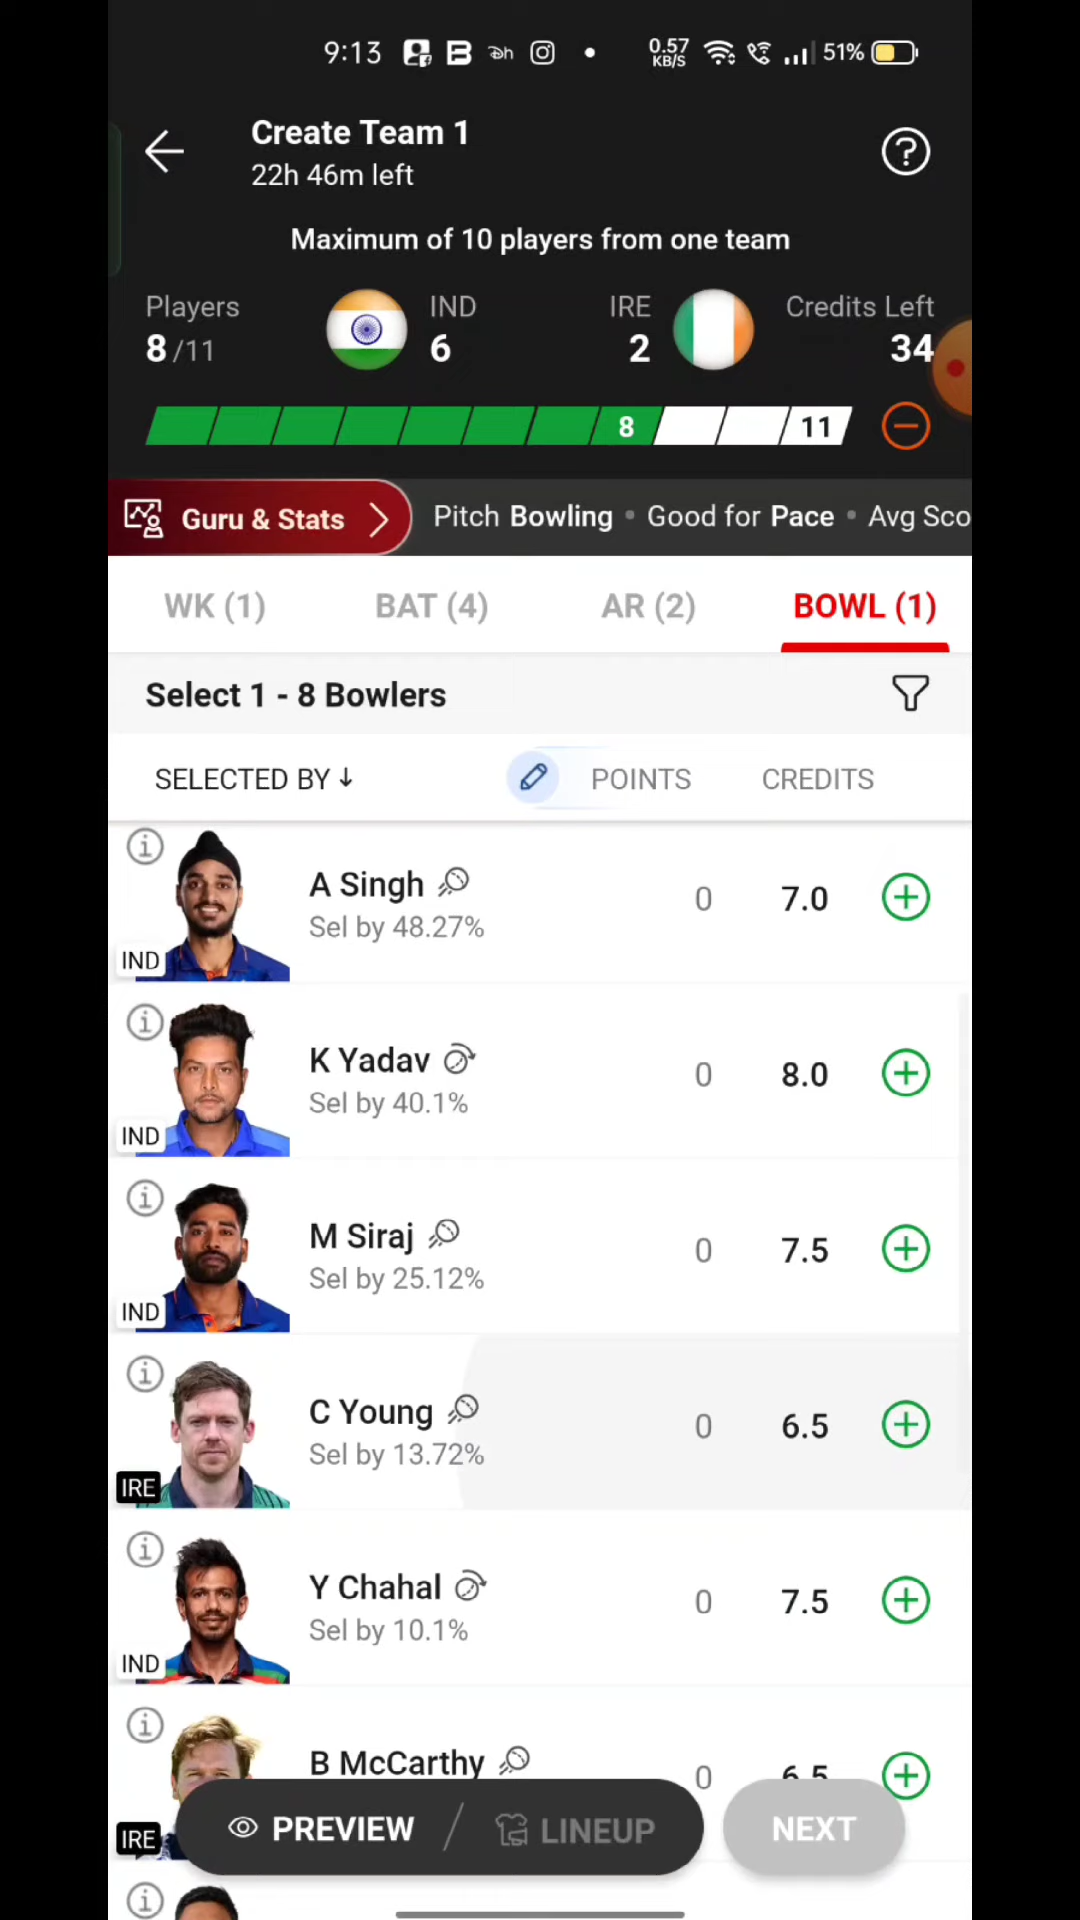 9:13 0.57 KB/S 51%
Create Team 1
22h 46m left
Maximum of 10 players from one team
Players IND IRE Credits Left
8/11 6 2 34
8 11
Guru & Stats Pitch Bowling • Good for Pace • Avg Sco
WK (1) BAT (4) AR (2) BOWL (1)
Select 1 - 8 Bowlers
SELECTED BY ↓ POINTS CREDITS
A Singh 0 7.0
Sel by 48.27%
IND
K Yadav 0 8.0
Sel by 40.1%
IND
M Siraj 0 7.5
Sel by 25.12%
IND
C Young 0 6.5
Sel by 13.72%
IRE
Y Chahal 0 7.5
Sel by 10.1%
IND
B McCarthy 0 6.5
IRE
PREVIEW / LINEUP NEXT